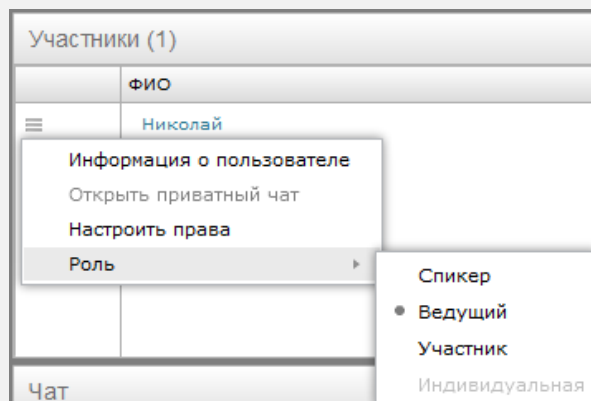 Участники (1)
ФИО
Николай
Информация о пользователе
Открыть приватный чат
Настроить права
Роль
Спикер
Ведущий
Участник
Индивидуальная
Чат